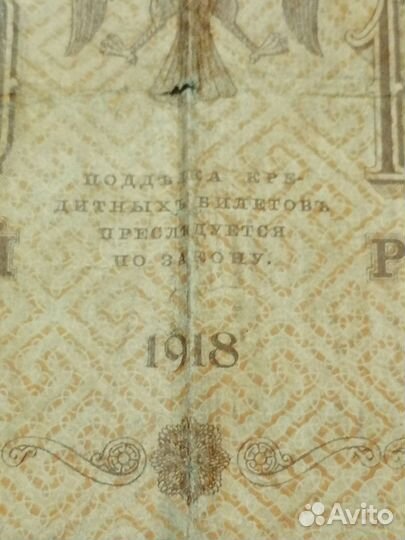 ПОДДѢЛКА КРЕ-
ДИТНЫХЪ БИЛЕТОВЪ
ПРЕСЛѢДУЕТСЯ
ПО ЗАКОНУ.
1918
Avito